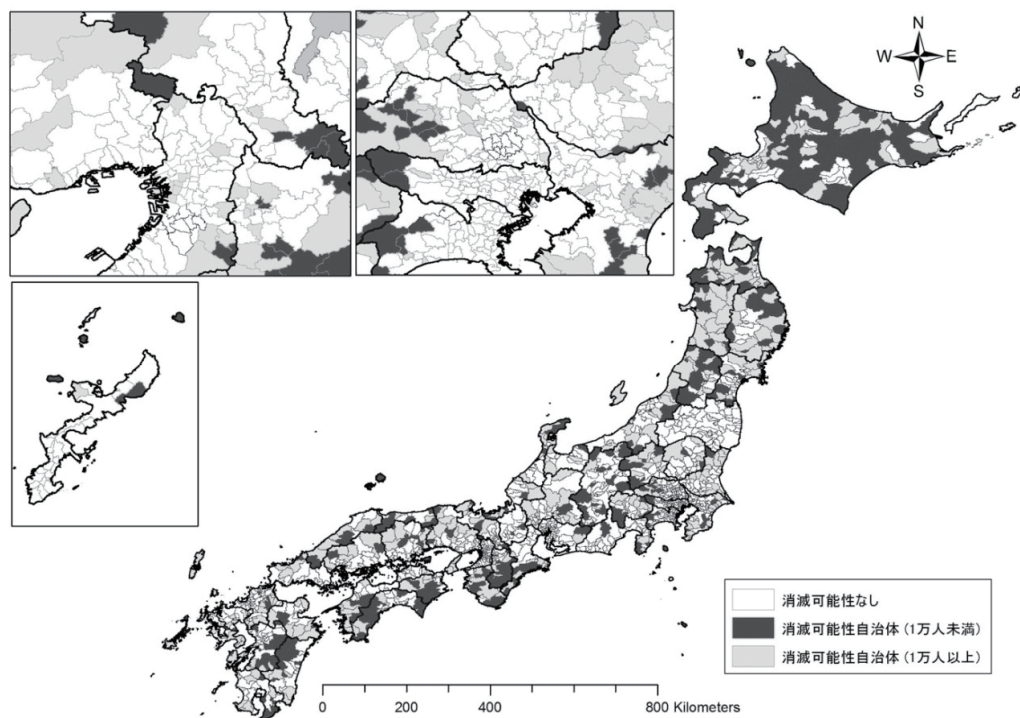 N
W E
S
消滅可能性なし
消滅可能性自治体 (1万人未満)
消滅可能性自治体 (1万人以上)
0 200 400 800 Kilometers